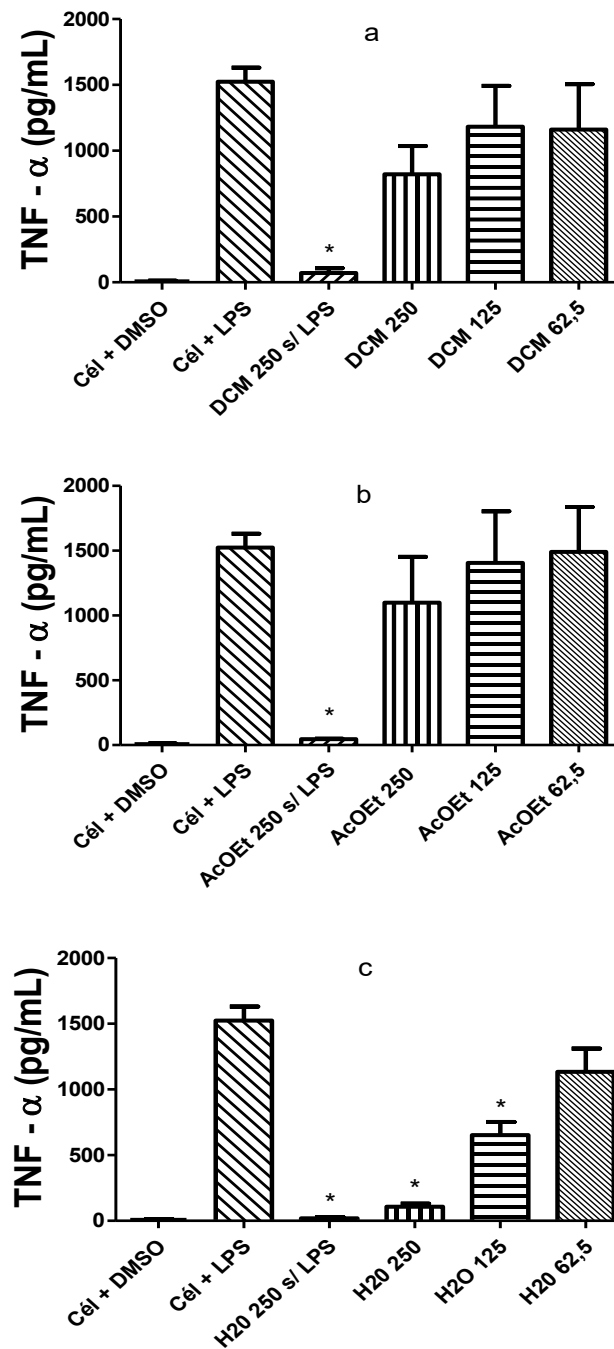 a
TNF - α (pg/mL)
2000
1500
1000
500
0
*
Cél + DMSO
Cél + LPS
DCM 250 s/ LPS
DCM 250
DCM 125
DCM 62,5
b
TNF - α (pg/mL)
2000
1500
1000
500
0
*
Cél + DMSO
Cél + LPS
AcOEt 250 s/ LPS
AcOEt 250
AcOEt 125
AcOEt 62,5
c
TNF - α (pg/mL)
2000
1500
1000
500
0
*
*
*
Cél + DMSO
Cél + LPS
H20 250 s/ LPS
H20 250
H2O 125
H20 62,5